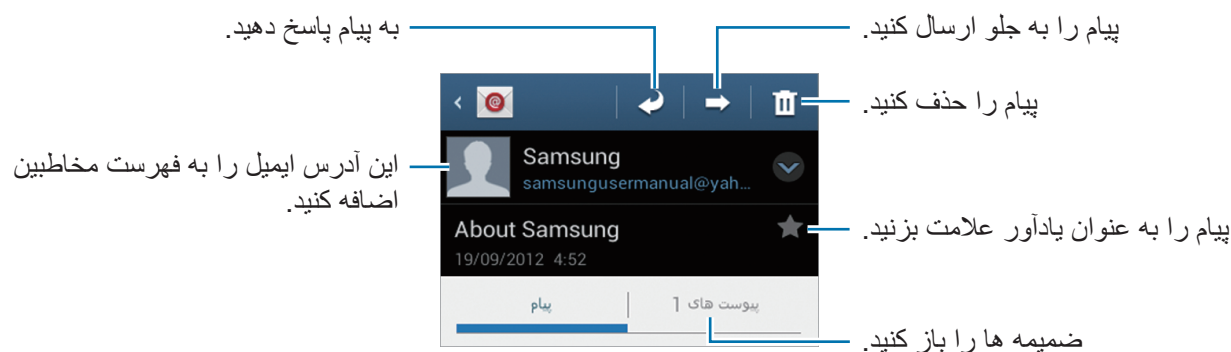 به پیام پاسخ دهید.
پیام را به جلو ارسال کنید.
پیام را حذف کنید.
Samsung
samsungusermanual@yah...
این آدرس ایمیل را به فهرست مخاطبین
اضافه کنید.
About Samsung
پیام را به عنوان یادآور علامت بزنید.
19/09/2012 4:52
پیام
پیوست های 1
ضمیمه ها را باز کنید.